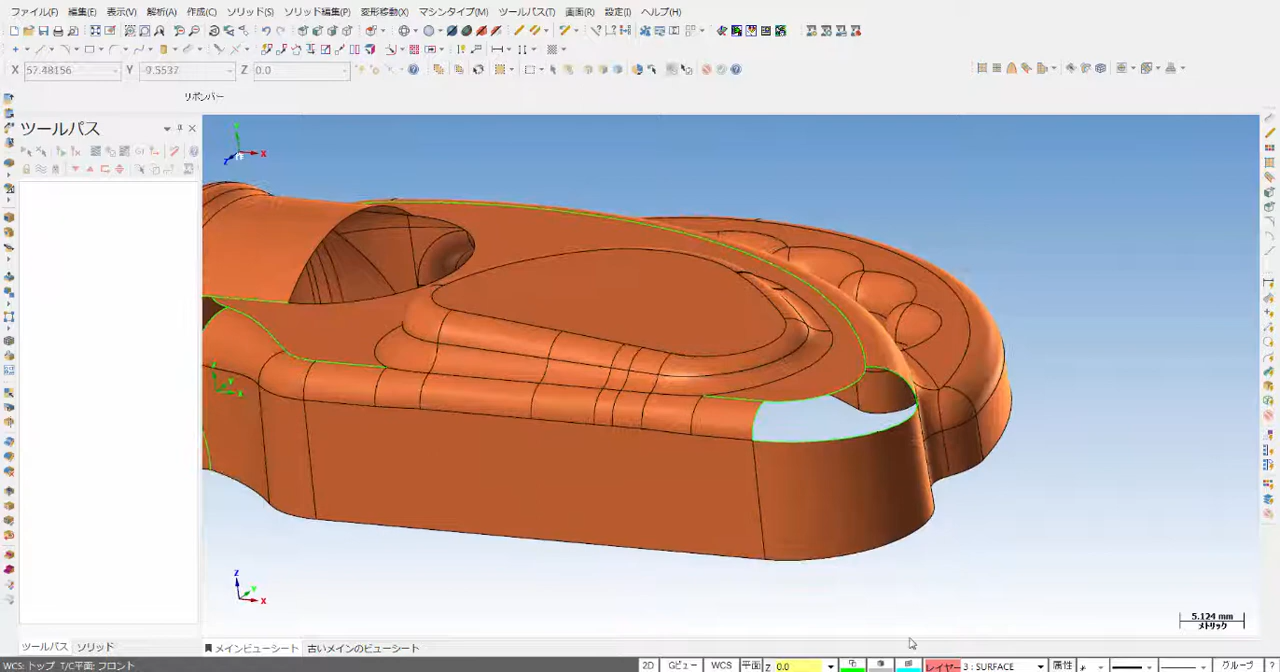 ファイル(F) 編集(E) 表示(V) 解析(A) 作成(C) ソリッド(S) ソリッド編集(P) 変形移動(X) マシンタイプ(M) ツールパス(T) 画面(R) 設定(I) ヘルプ(H)
X 57.48156 Y -9.5537 Z 0.0
リボンバー
ツールパス
G1
Y
X
Z
Y
X
Z
Y
X
5.124 mm
メトリック
ツールパス ソリッド
メインビューシート 古いメインのビューシート
WCS: トップ T/C平面: フロント 2D Gビュー WCS 平面 Z 0.0 レイヤー 3 : SURFACE 属性 グループ ?